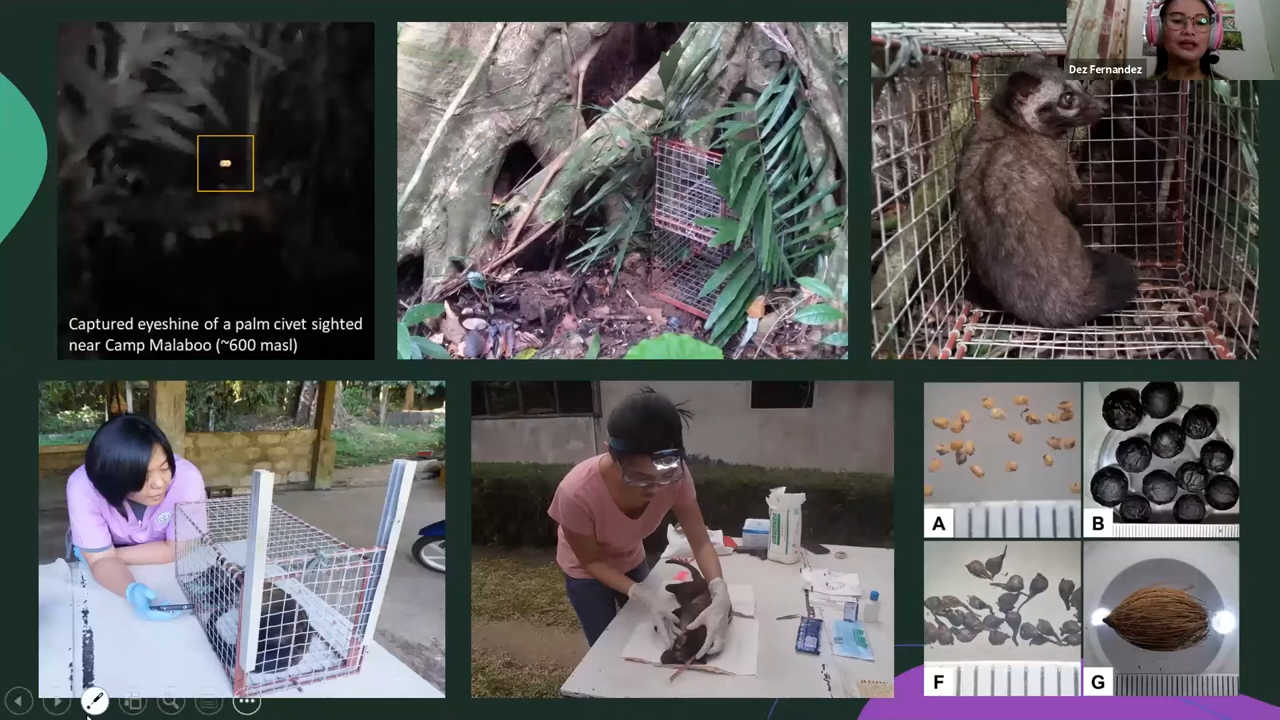 Dez Fernandez
Captured eyeshine of a palm civet sighted
near Camp Malaboo (~600 masl)
A
B
F
G